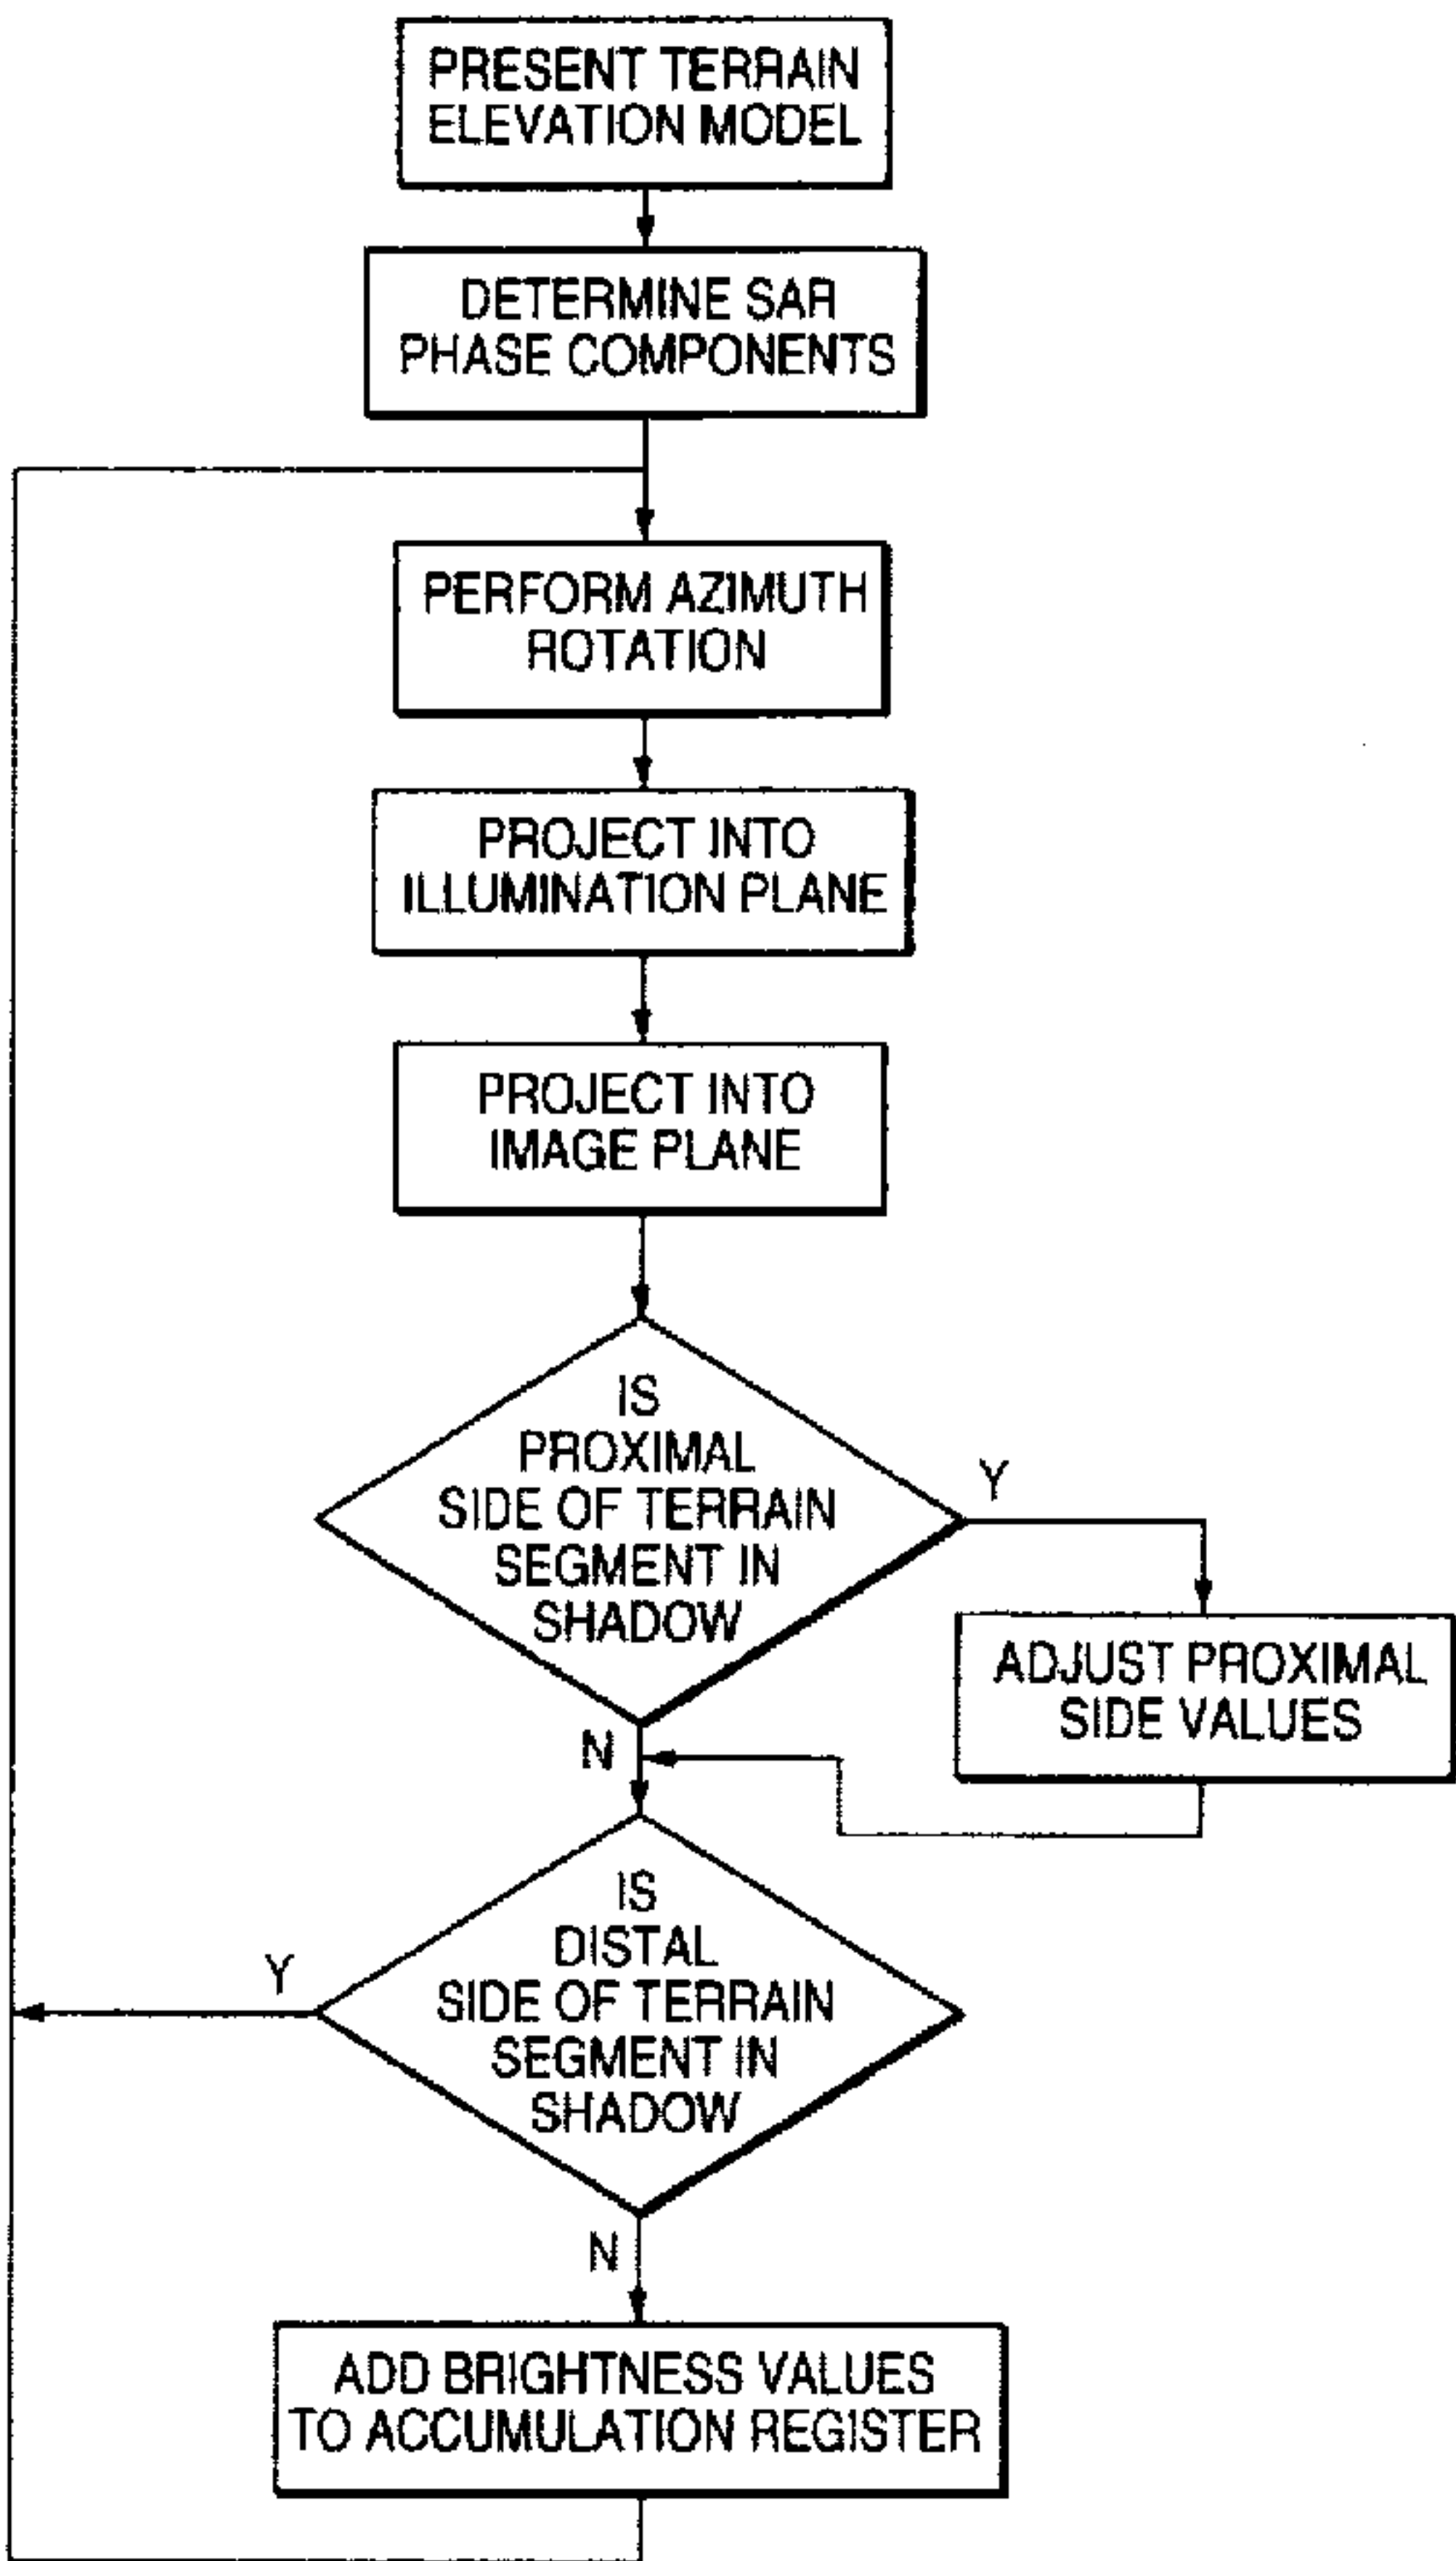 PRESENT TERRAIN
ELEVATION MODEL
DETERMINE SAR
PHASE COMPONENTS
PERFORM AZIMUTH
ROTATION
PROJECT INTO
ILLUMINATION PLANE
PROJECT INTO
IMAGE PLANE
IS
PROXIMAL
SIDE OF TERRAIN
SEGMENT IN
SHADOW
Y
ADJUST PROXIMAL
SIDE VALUES
N
IS
DISTAL
SIDE OF TERRAIN
SEGMENT IN
SHADOW
Y
N
ADD BRIGHTNESS VALUES
TO ACCUMULATION REGISTER